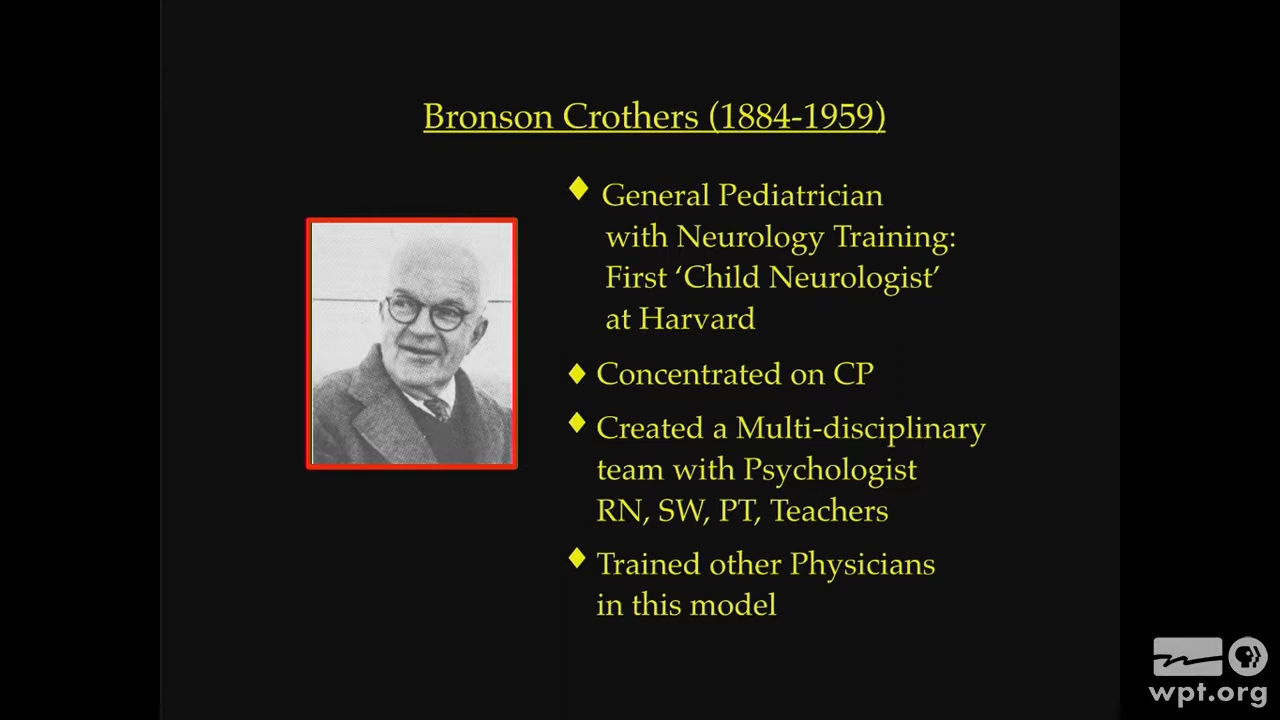 Bronson Crothers (1884-1959)
General Pediatrician
with Neurology Training:
First ‘Child Neurologist’
at Harvard
Concentrated on CP
Created a Multi-disciplinary
team with Psychologist
RN, SW, PT, Teachers
Trained other Physicians
in this model
wpt.org